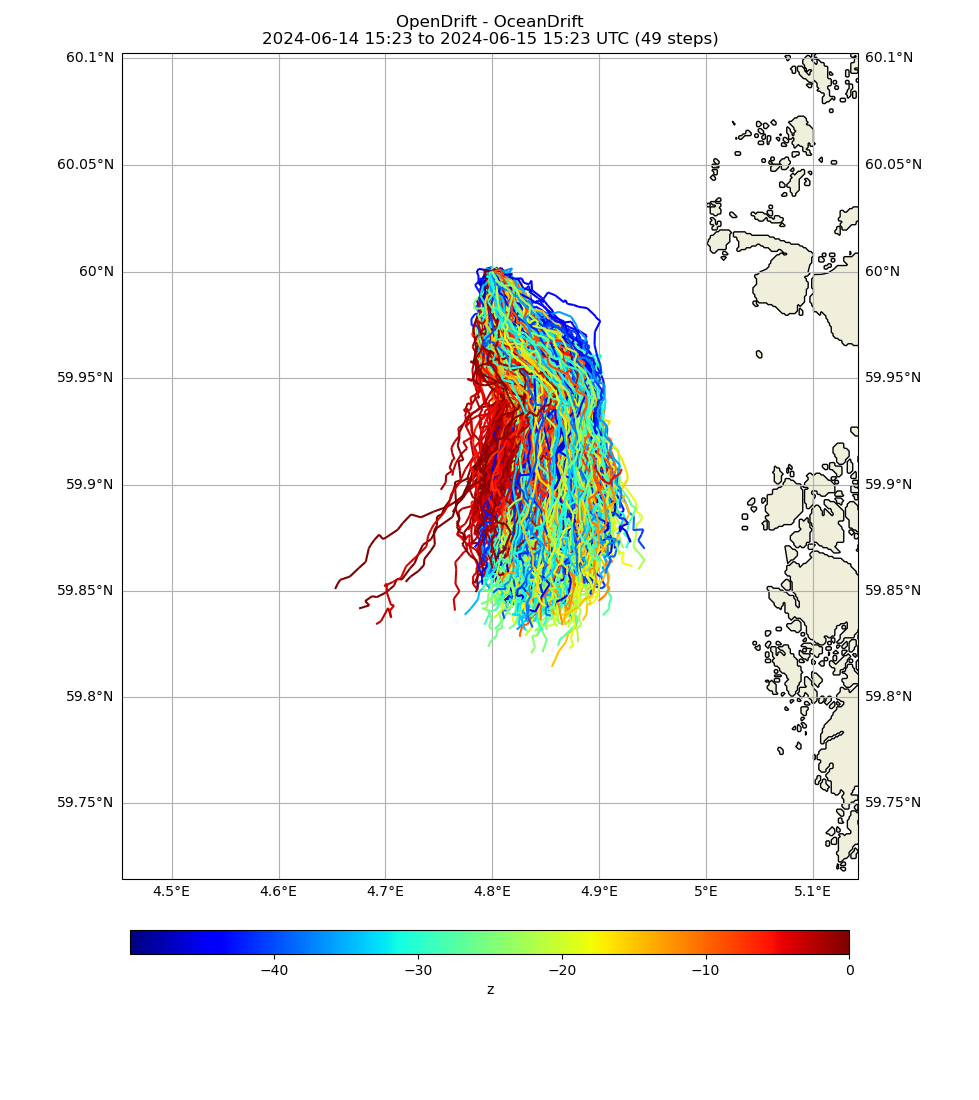 OpenDrift - OceanDrift
2024-06-14 15:23 to 2024-06-15 15:23 UTC (49 steps)
60.1°N 60.1°N
60.05°N 60.05°N
60°N 60°N
59.95°N 59.95°N
59.9°N 59.9°N
59.85°N 59.85°N
59.8°N 59.8°N
59.75°N 59.75°N
4.5°E 4.6°E 4.7°E 4.8°E 4.9°E 5°E 5.1°E
−40 −30 −20 −10 0
z